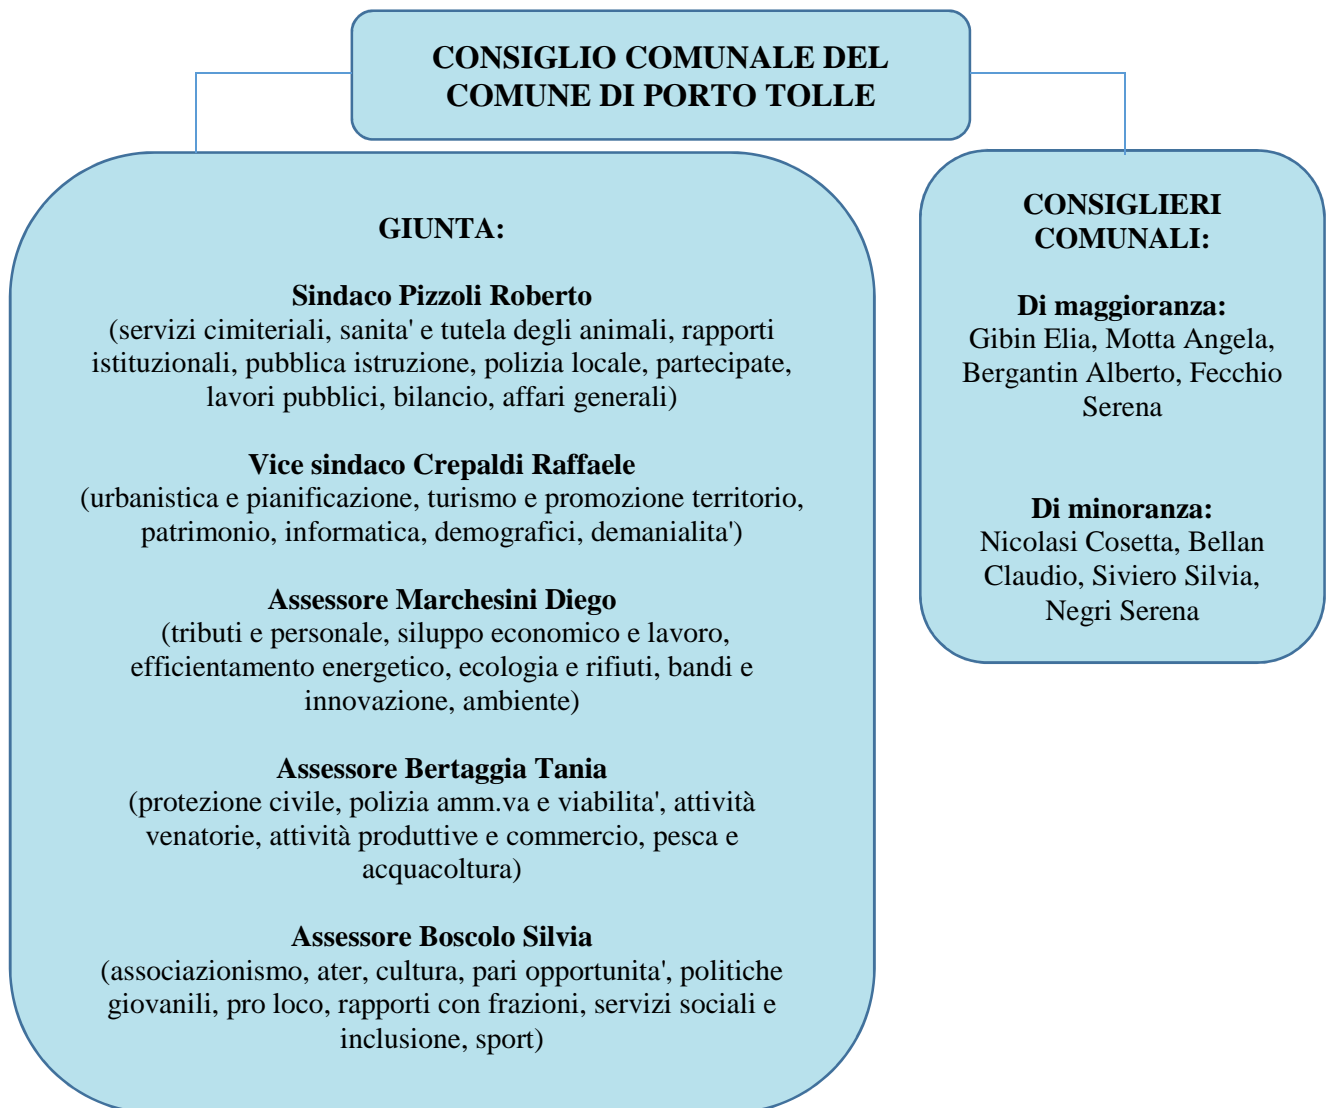 CONSIGLIO COMUNALE DEL
COMUNE DI PORTO TOLLE
GIUNTA:
Sindaco Pizzoli Roberto
(servizi cimiteriali, sanita' e tutela degli animali, rapporti
istituzionali, pubblica istruzione, polizia locale, partecipate,
lavori pubblici, bilancio, affari generali)
Vice sindaco Crepaldi Raffaele
(urbanistica e pianificazione, turismo e promozione territorio,
patrimonio, informatica, demografici, demanialita')
Assessore Marchesini Diego
(tributi e personale, siluppo economico e lavoro,
efficientamento energetico, ecologia e rifiuti, bandi e
innovazione, ambiente)
Assessore Bertaggia Tania
(protezione civile, polizia amm.va e viabilita', attività
venatorie, attività produttive e commercio, pesca e
acquacoltura)
Assessore Boscolo Silvia
(associazionismo, ater, cultura, pari opportunita', politiche
giovanili, pro loco, rapporti con frazioni, servizi sociali e
inclusione, sport)
CONSIGLIERI
COMUNALI:
Di maggioranza:
Gibin Elia, Motta Angela,
Bergantin Alberto, Fecchio
Serena
Di minoranza:
Nicolasi Cosetta, Bellan
Claudio, Siviero Silvia,
Negri Serena